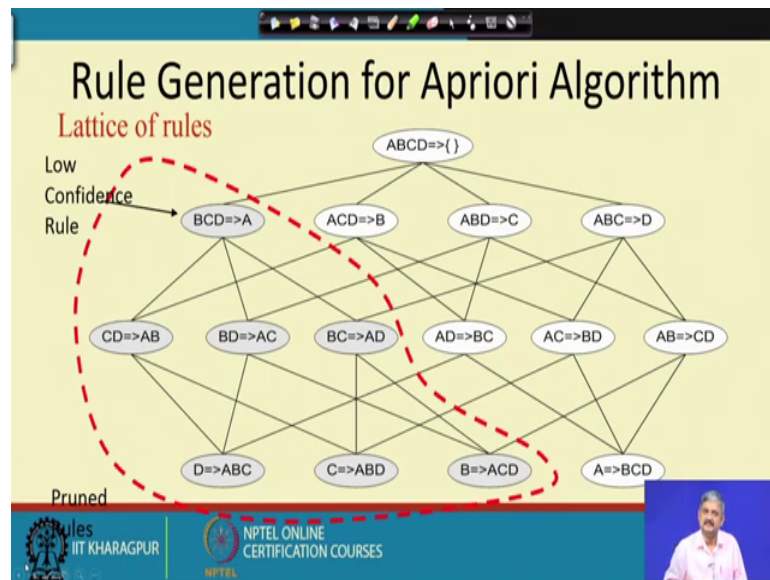 Rule Generation for Apriori Algorithm
Lattice of rules
Low
Confidence
Rule
ABCD=>{ }
BCD=>A
ACD=>B
ABD=>C
ABC=>D
CD=>AB
BD=>AC
BC=>AD
AD=>BC
AC=>BD
AB=>CD
D=>ABC
C=>ABD
B=>ACD
A=>BCD
Pruned
Rules
IIT KHARAGPUR
NPTEL
NPTEL ONLINE
CERTIFICATION COURSES